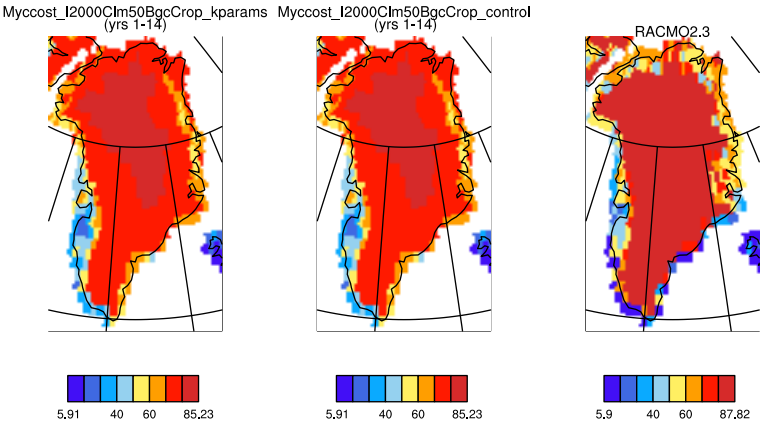 Myccost_I2000Clm50BgcCrop_kparams
(yrs 1-14)
Myccost_I2000Clm50BgcCrop_control
(yrs 1-14)
RACMO2.3
5.91 40 60 85.23
5.91 40 60 85.23
5.9 40 60 87.82